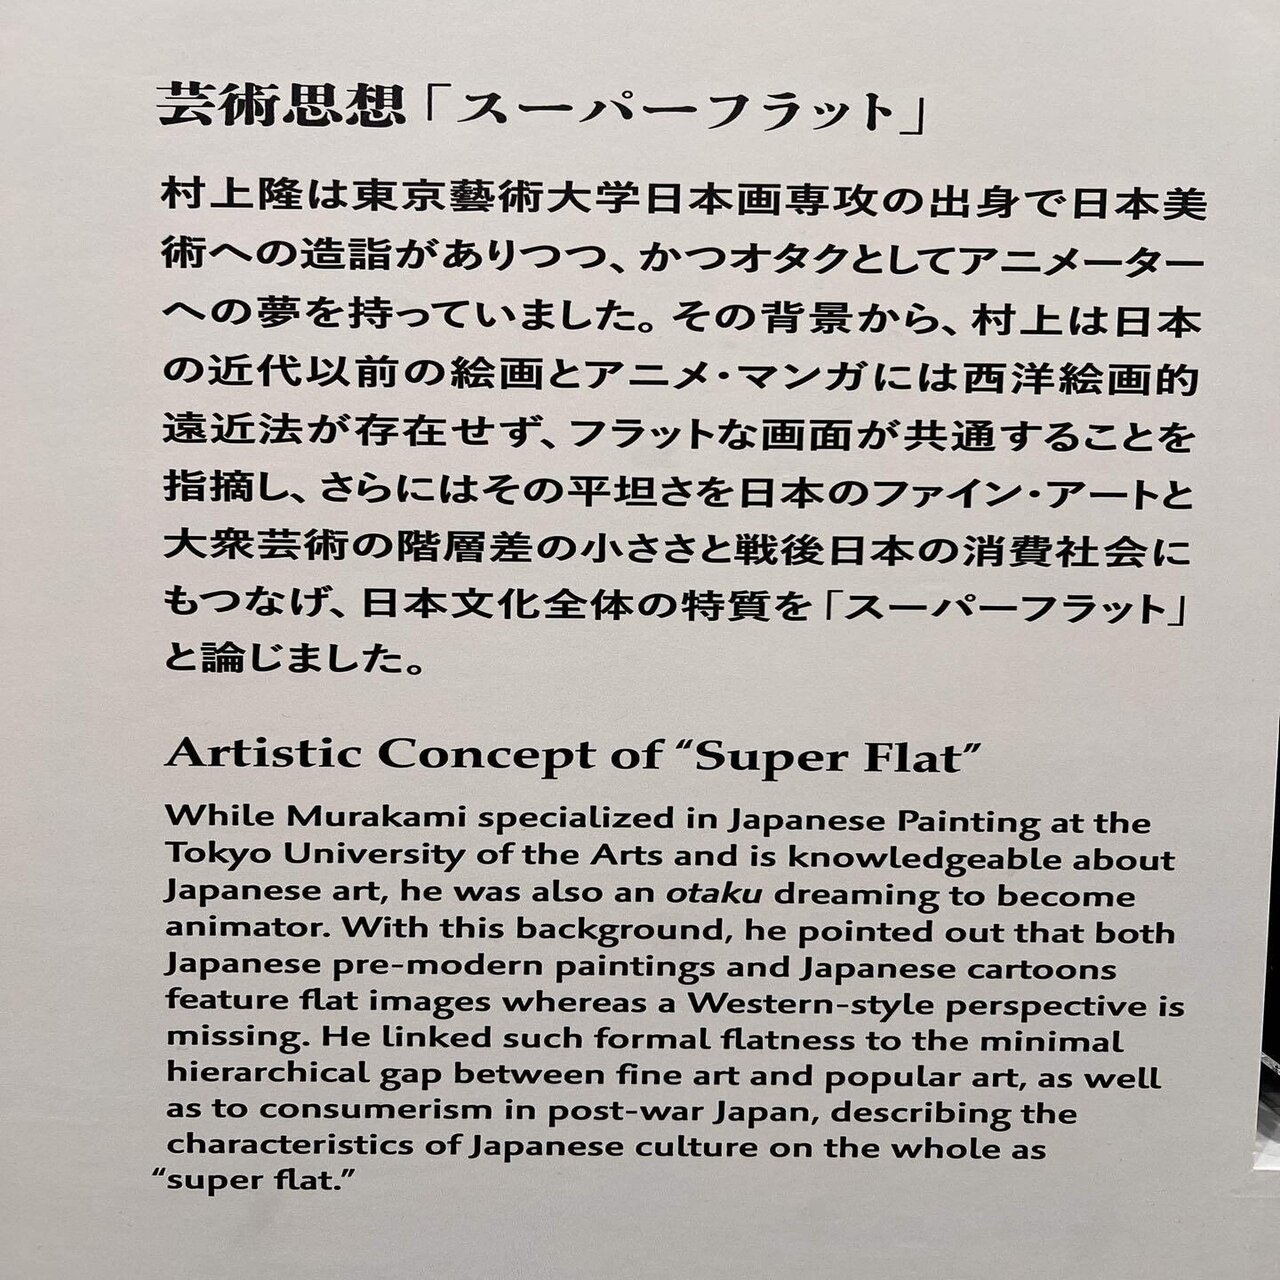 芸術思想「スーパーフラット」
村上隆は東京藝術大学日本画専攻の出身で日本美
術への造詣がありつつ、かつオタクとしてアニメーター
への夢を持っていました。その背景から、村上は日本
の近代以前の絵画とアニメ・マンガには西洋絵画的
遠近法が存在せず、フラットな画面が共通することを
指摘し、さらにはその平坦さを日本のファイン・アートと
大衆芸術の階層差の小ささと戦後日本の消費社会に
もつなげ、日本文化全体の特質を「スーパーフラット」
と論じました。
Artistic Concept of “Super Flat”
While Murakami specialized in Japanese Painting at the
Tokyo University of the Arts and is knowledgeable about
Japanese art, he was also an otaku dreaming to become
animator. With this background, he pointed out that both
Japanese pre-modern paintings and Japanese cartoons
feature flat images whereas a Western-style perspective is
missing. He linked such formal flatness to the minimal
hierarchical gap between fine art and popular art, as well
as to consumerism in post-war Japan, describing the
characteristics of Japanese culture on the whole as
“super flat.”